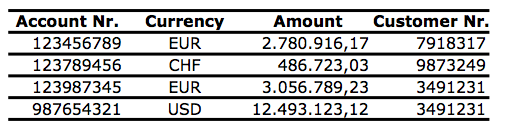 Account Nr. Currency Amount Customer Nr.
123456789 EUR 2.780.916,17 7918317
123789456 CHF 486.723,03 9873249
123987345 EUR 3.056.789,23 3491231
987654321 USD 12.493.123,12 3491231